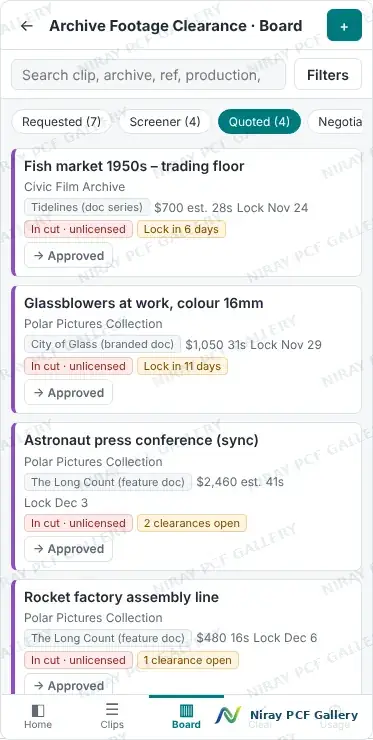 ← Archive Footage Clearance · Board +
Search clip, archive, ref, production,
Filters
Requested (7) Screener (4) Quoted (4) Negotia
Fish market 1950s – trading floor
Civic Film Archive
Tidelines (doc series) $700 est. 28s Lock Nov 24
In cut · unlicensed Lock in 6 days
→ Approved
Glassblowers at work, colour 16mm
Polar Pictures Collection
City of Glass (branded doc) $1,050 31s Lock Nov 29
In cut · unlicensed Lock in 11 days
→ Approved
Astronaut press conference (sync)
Polar Pictures Collection
The Long Count (feature doc) $2,460 est. 41s
Lock Dec 3
In cut · unlicensed 2 clearances open
→ Approved
Rocket factory assembly line
Polar Pictures Collection
The Long Count (feature doc) $480 16s Lock Dec 6
In cut · unlicensed 1 clearance open
→ Approved
Home Clips Board Clear Usage
Niray PCF Gallery
NIRAY PCF GALLERY